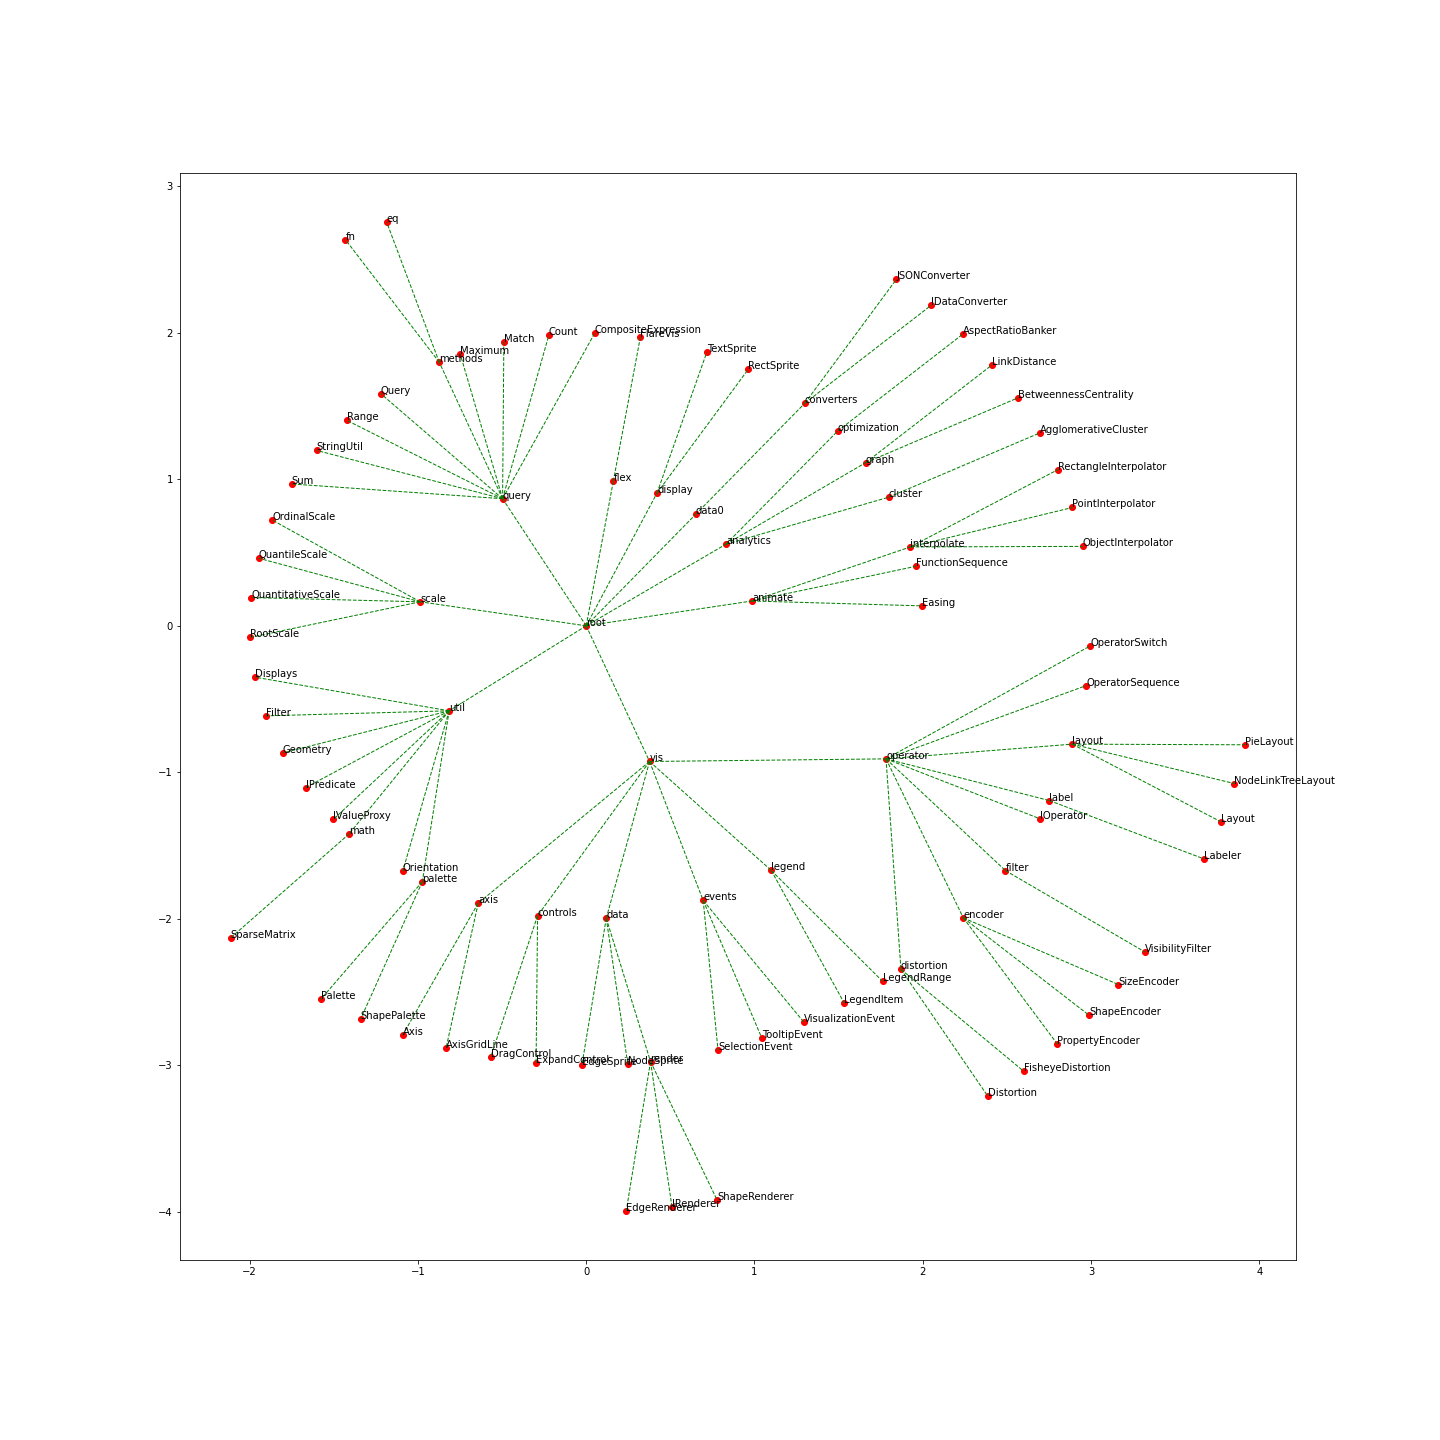 3
eq
fn
JSONConverter
IDataConverter
2
CompositeExpression
AspectRatioBanker
Count
FlareVis
Match
TextSprite
Maximum
methods
LinkDistance
RectSprite
Query
BetweennessCentrality
converters
Range
optimization
AgglomerativeCluster
StringUtil
graph
RectangleInterpolator
1
Sum
flex
display
cluster
query
PointInterpolator
data0
OrdinalScale
analytics
interpolate
ObjectInterpolator
QuantileScale
FunctionSequence
QuantitativeScale
scale
animate
Easing
0
root
RootScale
OperatorSwitch
Displays
OperatorSequence
util
Filter
layout
PieLayout
Geometry
vis
operator
−1
NodeLinkTreeLayout
IPredicate
label
IValueProxy
IOperator
Layout
math
Labeler
Orientation
legend
filter
palette
axis
events
controls
data
encoder
−2
SparseMatrix
VisibilityFilter
distortion
LegendRange
SizeEncoder
Palette
LegendItem
ShapePalette
VisualizationEvent
ShapeEncoder
Axis
TooltipEvent
PropertyEncoder
AxisGridLine
SelectionEvent
DragControl
ExpandControl
EdgeSprite
NodeSprite
render
−3
FisheyeDistortion
Distortion
ShapeRenderer
IRenderer
EdgeRenderer
−4
−2
−1
0
1
2
3
4